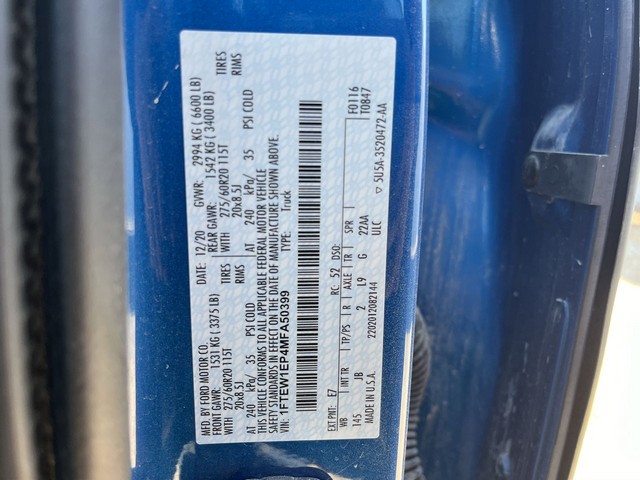 MFD. BY FORD MOTOR CO.
DATE: 12/20 GVWR: 2994 KG ( 6600 LB)
FRONT GAWR: 1531 KG ( 3375 LB) REAR GAWR: 1542 KG ( 3400 LB)
WITH 275/60R20 115T TIRES WITH 275/60R20 115T TIRES
20x8.5J RIMS 20x8.5J RIMS
AT 240 kPa/ 35 PSI COLD AT 240 kPa/ 35 PSI COLD
THIS VEHICLE CONFORMS TO ALL APPLICABLE FEDERAL MOTOR VEHICLE
SAFETY STANDARDS IN EFFECT ON THE DATE OF MANUFACTURE SHOWN ABOVE.
VIN: 1FTEW1EP4MFA50399 TYPE: Truck
F0116
T0847
EXT PNT: E7 RC: 52 DSO:
WB INT TR TP/PS R AXLE TR SPR
145 JB 2 L9 G 22AA
MADE IN U.S.A. 2202012082144 ULC
▽ 5U5A-3520472-AA